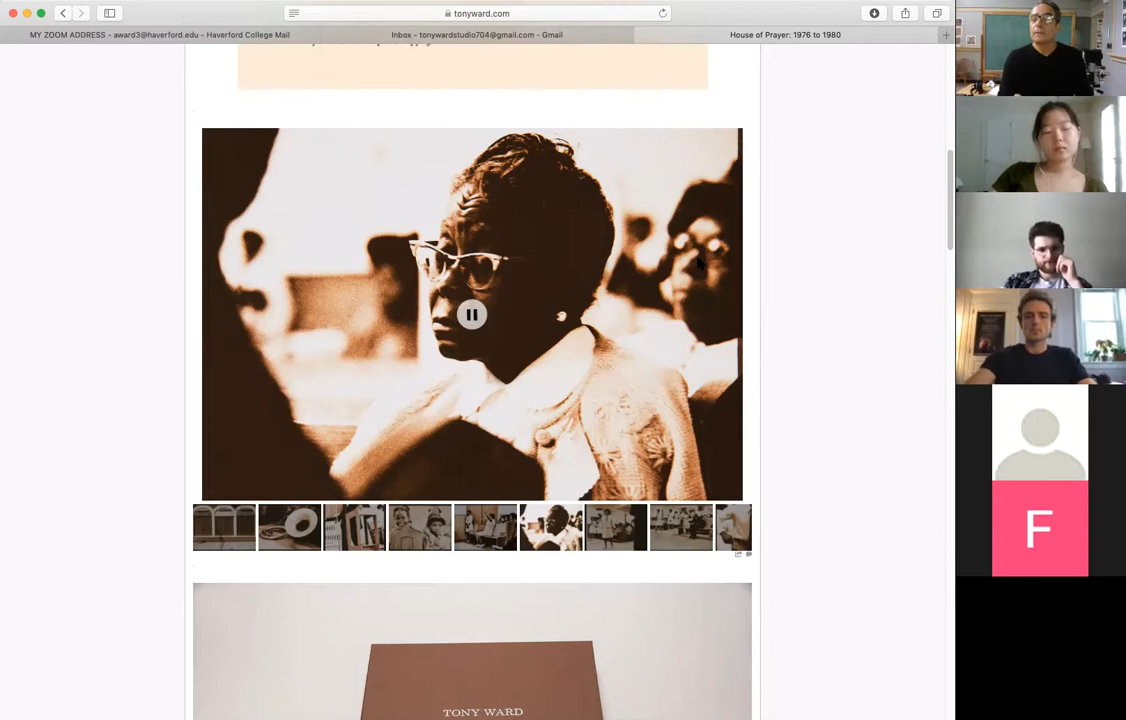 tonyward.com
MY ZOOM ADDRESS - award3@haverford.edu - Haverford College Mail
Inbox - tonywardstudio704@gmail.com - Gmail
House of Prayer: 1976 to 1980
F
TONY WARD